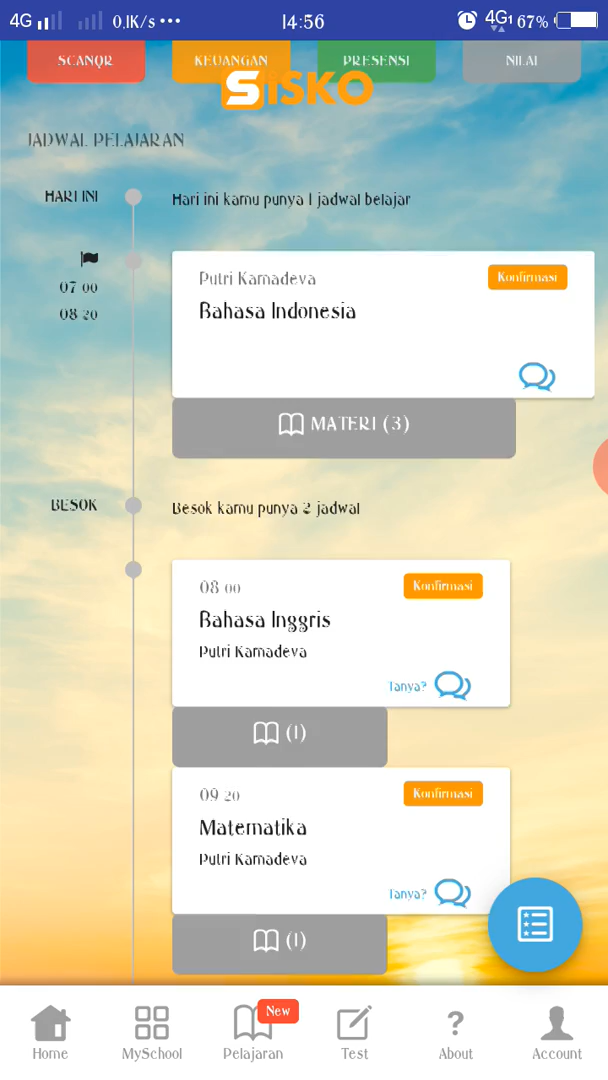 4G 0,1K/s ••• 14:56 4G1 67%
SCANQR KEUANGAN PRESENSI NILAI
SISKO
JADWAL PELAJARAN
HARI INI Hari ini kamu punya 1 jadwal belajar
07 00
08 20
Putri Kamadeva Konfirmasi
Bahasa Indonesia
MATERI (3)
BESOK Besok kamu punya 2 jadwal
08 00 Konfirmasi
Bahasa Inggris
Putri Kamadeva
Tanya?
(1)
09 20 Konfirmasi
Matematika
Putri Kamadeva
Tanya?
(1)
New
Home MySchool Pelajaran Test About Account